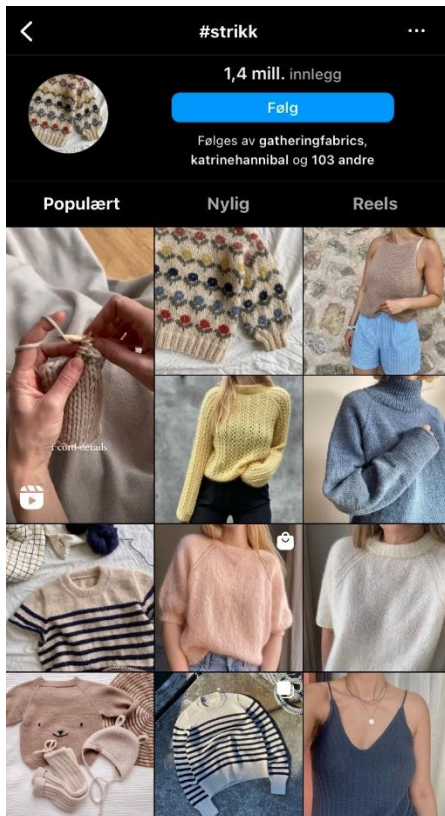 #strikk
1,4 mill. innlegg
Følg
Følges av gatheringfabrics,
katrinehannibal og 103 andre
Populært Nylig Reels
i-cord details